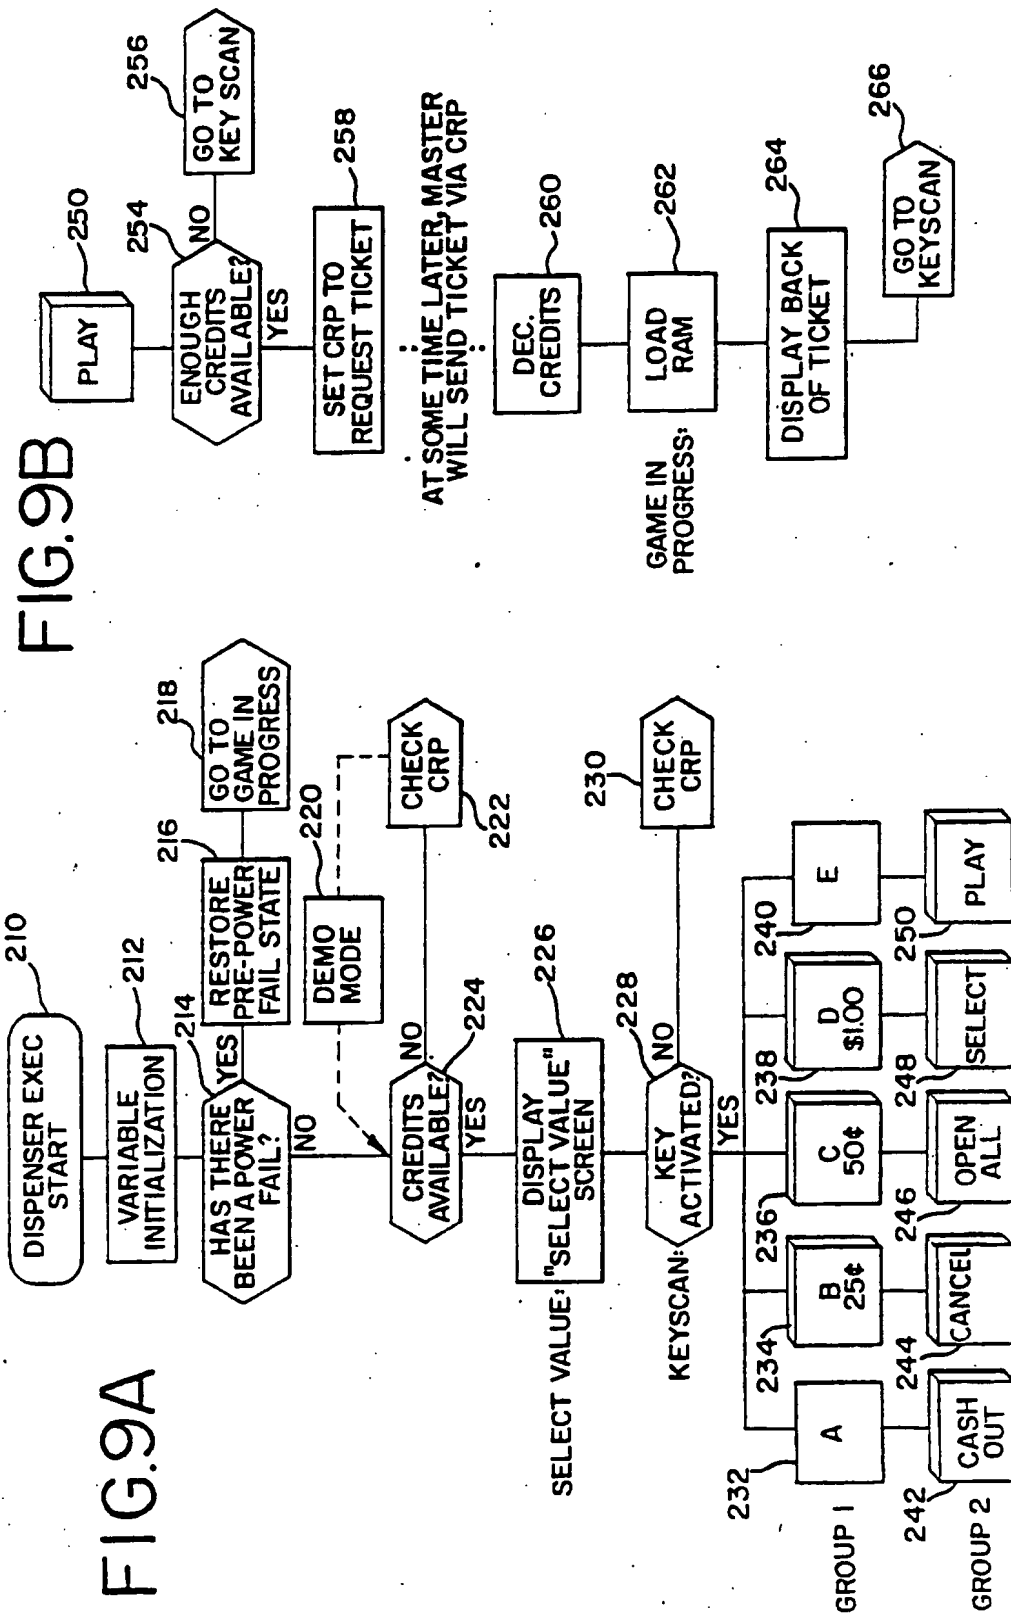 FIG.9A
210
DISPENSER EXEC
START
212
VARIABLE
INITIALIZATION
214
HAS THERE
BEEN A POWER
FAIL?
YES
NO
216
RESTORE
PRE-POWER
FAIL STATE
218
GO TO
GAME IN
PROGRESS
220
DEMO
MODE
CHECK
CRP
222
CREDITS
AVAILABLE?
224
NO
YES
SELECT VALUE:
DISPLAY
"SELECT VALUE"
SCREEN
226
KEYSCAN:
KEY
ACTIVATED?
228
NO
YES
230
CHECK
CRP
GROUP 1
232
A
234
B
25¢
236
C
50¢
238
D
$1.00
240
E
GROUP 2
242
CASH
OUT
244
CANCEL
246
OPEN
ALL
248
SELECT
250
PLAY
FIG.9B
PLAY
250
ENOUGH
CREDITS
AVAILABLE?
254
NO
YES
256
GO TO
KEY SCAN
SET CRP TO
REQUEST TICKET
258
AT SOME TIME LATER, MASTER
WILL SEND TICKET VIA CRP
DEC.
CREDITS
260
GAME IN
PROGRESS:
LOAD
RAM
262
DISPLAY BACK
OF TICKET
264
GO TO
KEYSCAN
266